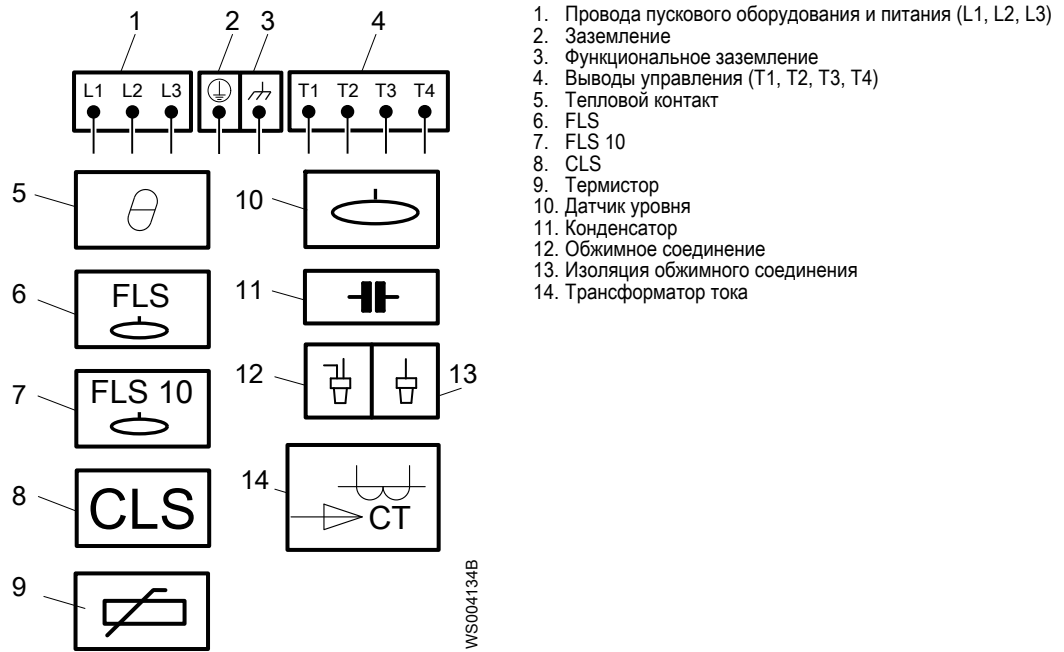 1 2 3 4
L1 L2 L3 T1 T2 T3 T4
5 10
6 FLS 11
7 FLS 10 12 13
8 CLS 14 CT
9
WS004134B
1. Провода пускового оборудования и питания (L1, L2, L3)
2. Заземление
3. Функциональное заземление
4. Выводы управления (T1, T2, T3, T4)
5. Тепловой контакт
6. FLS
7. FLS 10
8. CLS
9. Термистор
10. Датчик уровня
11. Конденсатор
12. Обжимное соединение
13. Изоляция обжимного соединения
14. Трансформатор тока